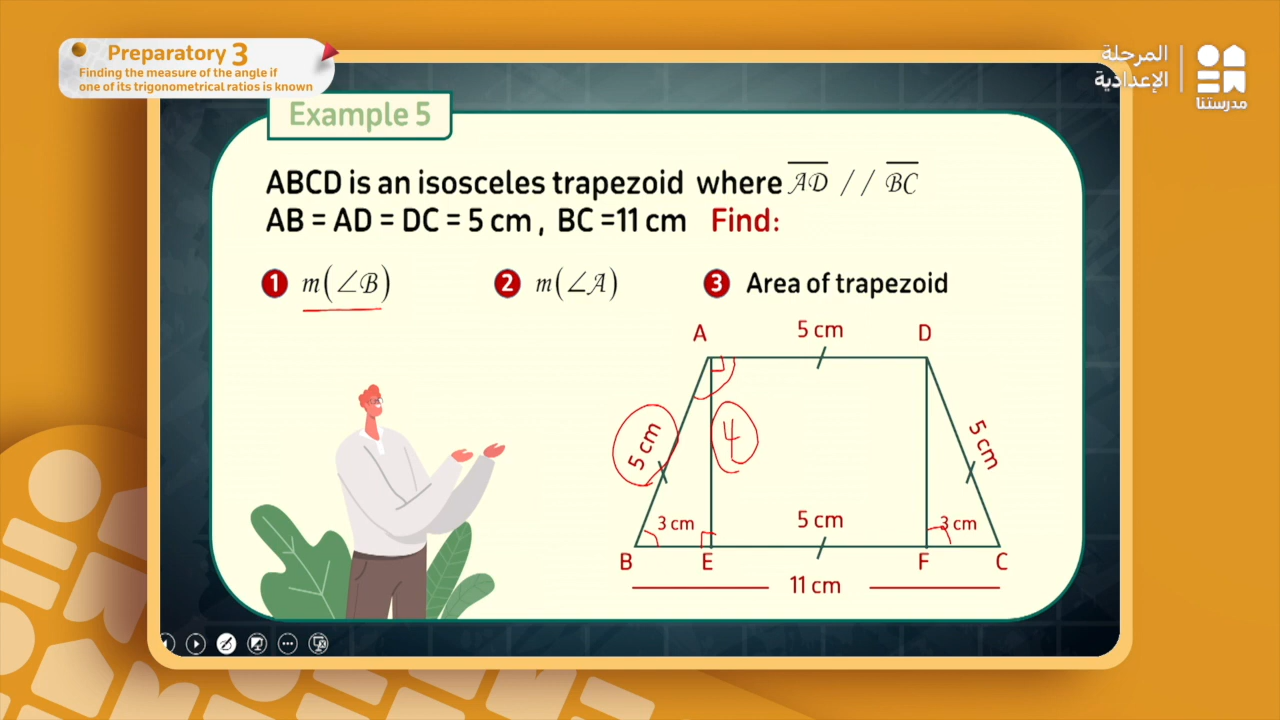 Preparatory 3
Finding the measure of the angle if
one of its trigonometrical ratios is known
المرحلة
الإعدادية
مدرستنا
Example 5
ABCD is an isosceles trapezoid where AD // BC
AB = AD = DC = 5 cm , BC =11 cm Find:
1 m(∠B) 2 m(∠A) 3 Area of trapezoid
A 5 cm D
5 cm 4 5 cm
3 cm 5 cm 3 cm
B E F C
11 cm